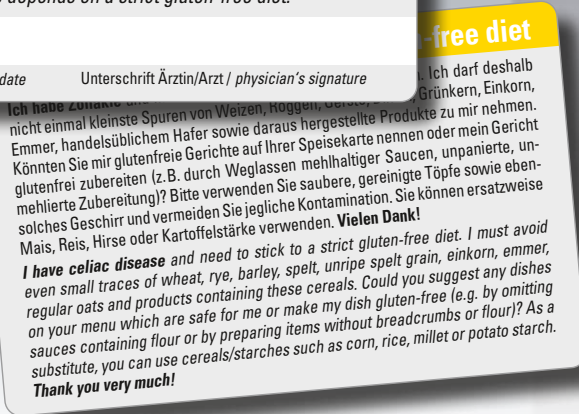 depends on a strict gluten-free diet.
date Unterschrift Ärztin/Arzt / physician's signature
-free diet
Ich habe Zöliakie
. Ich darf deshalb
nicht einmal kleinste Spuren von Weizen, Roggen, Gerste, Grünkern, Einkorn,
Emmer, handelsüblichem Hafer sowie daraus hergestellte Produkte zu mir nehmen.
Könnten Sie mir glutenfreie Gerichte auf Ihrer Speisekarte nennen oder mein Gericht
glutenfrei zubereiten (z.B. durch Weglassen mehlhaltiger Saucen, unpanierte, un-
mehlierte Zubereitung)? Bitte verwenden Sie saubere, gereinigte Töpfe sowie eben-
solches Geschirr und vermeiden Sie jegliche Kontamination. Sie können ersatzweise
Mais, Reis, Hirse oder Kartoffelstärke verwenden. Vielen Dank!
I have celiac disease and need to stick to a strict gluten-free diet. I must avoid
even small traces of wheat, rye, barley, spelt, unripe spelt grain, einkorn, emmer,
regular oats and products containing these cereals. Could you suggest any dishes
on your menu which are safe for me or make my dish gluten-free (e.g. by omitting
sauces containing flour or by preparing items without breadcrumbs or flour)? As a
substitute, you can use cereals/starches such as corn, rice, millet or potato starch.
Thank you very much!